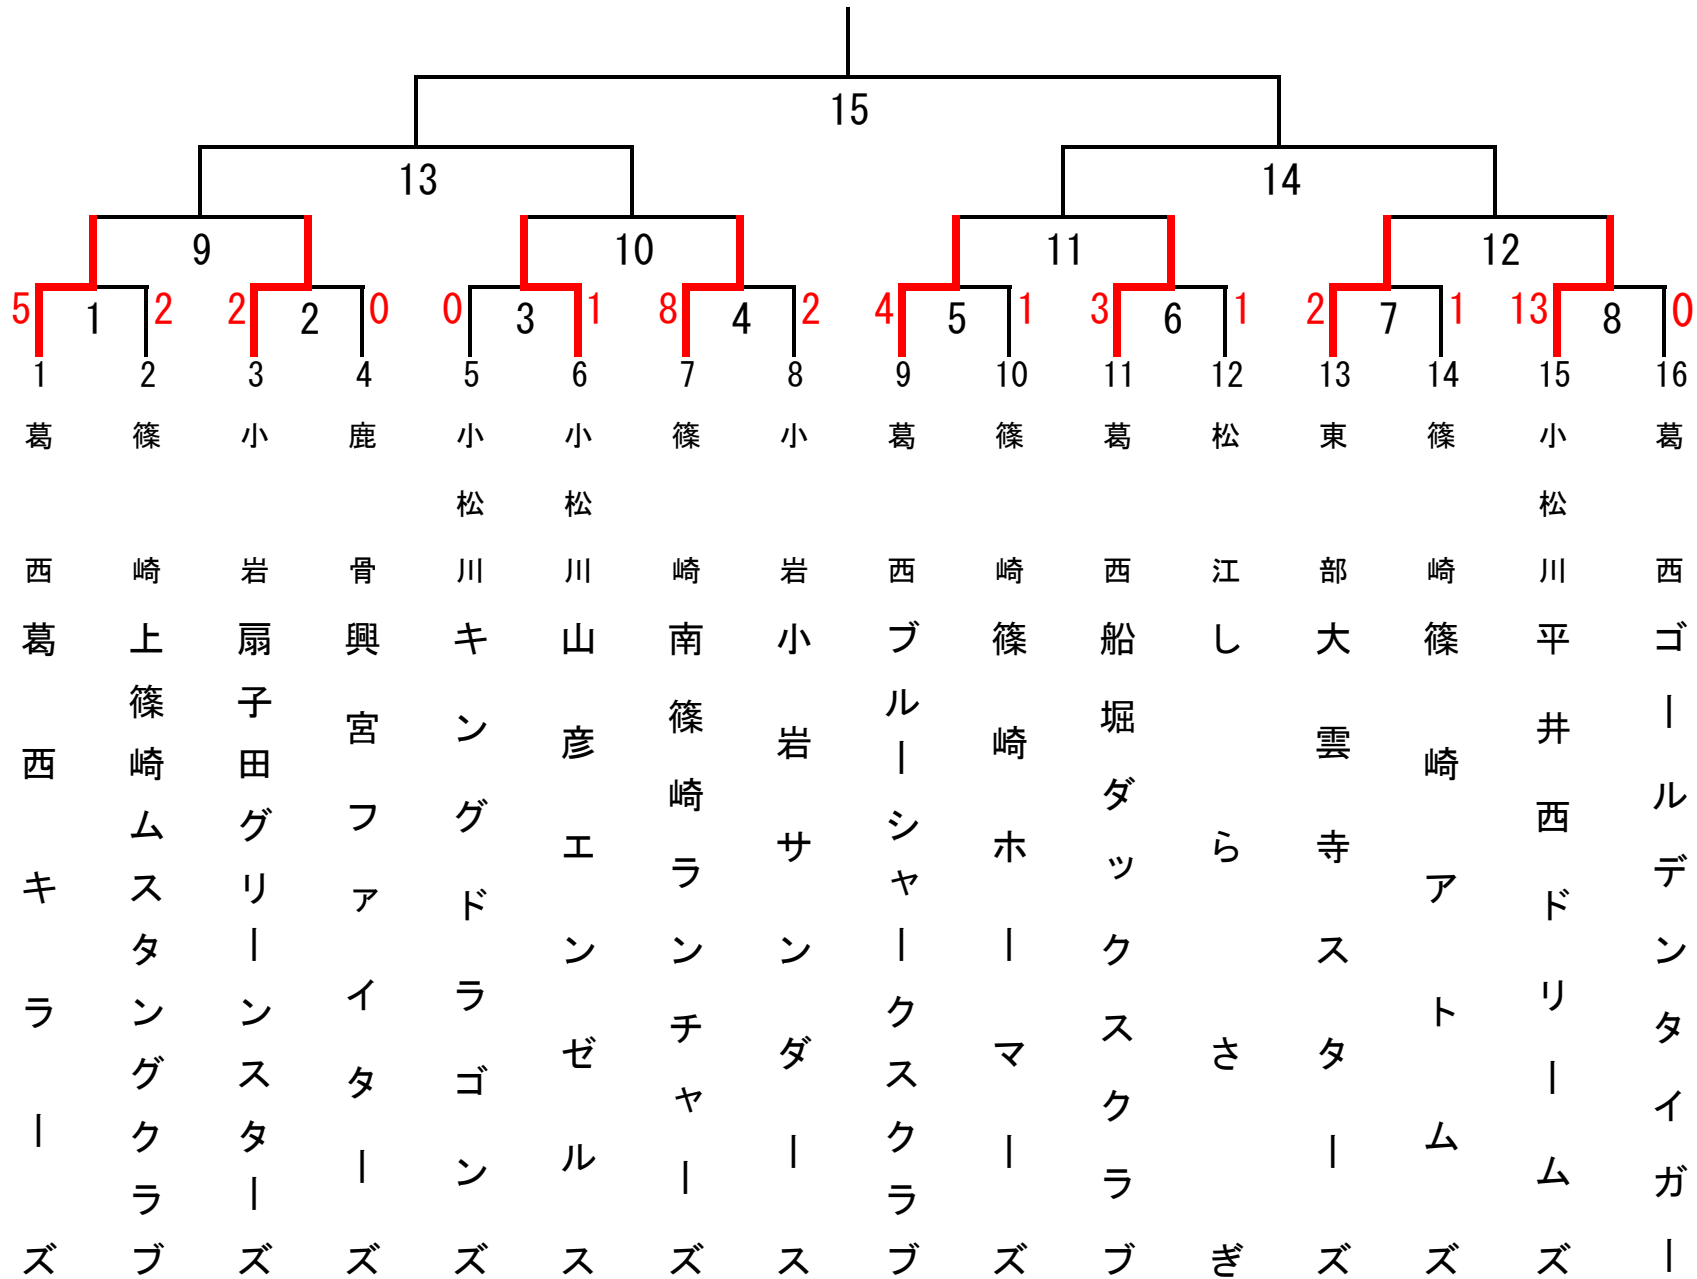 15
13
14
9
10
11
12
5 1 2
2 2 0
0 3 1
8 4 2
4 5 1
3 6 1
2 7 1
13 8 0
1 葛西 葛西キラーズ
2 篠崎 上篠崎ムスタングクラブ
3 小岩 扇子田グリーンスターズ
4 鹿骨 興宮ファイターズ
5 小松川 キングドラゴンズ
6 小松川 山彦エンゼルス
7 篠崎 南篠崎ランチャーズ
8 小岩 小岩サンダース
9 葛西 ブルーシャークスクラブ
10 篠崎 篠崎ホーマーズ
11 葛西 船堀ダックスクラブ
12 松江 しらさぎ
13 東部 大雲寺スターズ
14 篠崎 篠崎アトムズ
15 小松川 平井西ドリームズ
16 葛西 ゴールデンタイガー